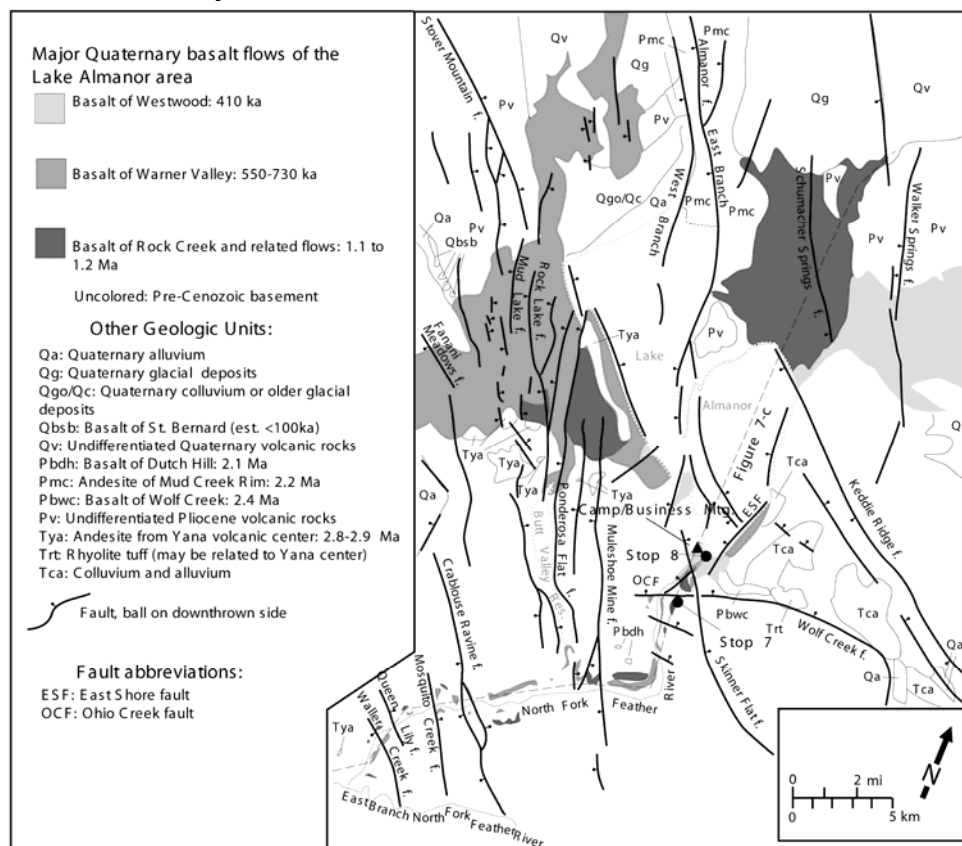 Major Quaternary basalt flows of the
Lake Almanor area
Basalt of Westwood: 410 ka
Basalt of Warner Valley: 550-730 ka
Basalt of Rock Creek and related flows: 1.1 to
1.2 Ma
Uncolored: Pre-Cenozoic basement
Other Geologic Units:
Qa: Quaternary alluvium
Qg: Quaternary glacial deposits
Qgo/Qc: Quaternary colluvium or older glacial
deposits
Qbsb: Basalt of St. Bernard (est. <100ka)
Qv: Undifferentiated Quaternary volcanic rocks
Pbdh: Basalt of Dutch Hill: 2.1 Ma
Pmc: Andesite of Mud Creek Rim: 2.2 Ma
Pbwc: Basalt of Wolf Creek: 2.4 Ma
Pv: Undifferentiated Pliocene volcanic rocks
Tya: Andesite from Yana volcanic center: 2.8-2.9 Ma
Trt: Rhyolite tuff (may be related to Yana center)
Tca: Colluvium and alluvium
Fault, ball on downthrown side
Fault abbreviations:
ESF: East Shore fault
OCF: Ohio Creek fault
Stover Mountain f.
Qv
Pmc
Almanor f.
Pmc
Qg
Pv
Pv
Qg
Qv
East Branch
West Branch
Qgo/Qc
Qa
Pmc
Pmc
Schumacher Springs f.
Pv
Walker Springs f.
Pv
Pv
Qa
Pv
Qbsb
Mud Lake f.
Rock Lake f.
Fanani
Meadows f.
Tya
Lake
Pv
Almanor
Figure 7-c
Q
Tya
Tya
Tya
Tca
Qa
Camp/Business Mtg.
ESF
Keddie Ridge f.
Butt Valley Res.
Ponderosa Flat f.
Muleshoe Mine f.
Stop 8
Tca
OCF
Crablouse Ravine f.
Pbwc
Tca
Trt
Wolf Creek f.
Pbdh
Stop 7
Qa
Qa
Tca
Skinner Flat f.
River
North Fork Feather
Mosquito Creek f.
Queen Lily f.
Waller Creek f.
Tya
East Branch North Fork Feather River
N
0 2 mi
0 5 km